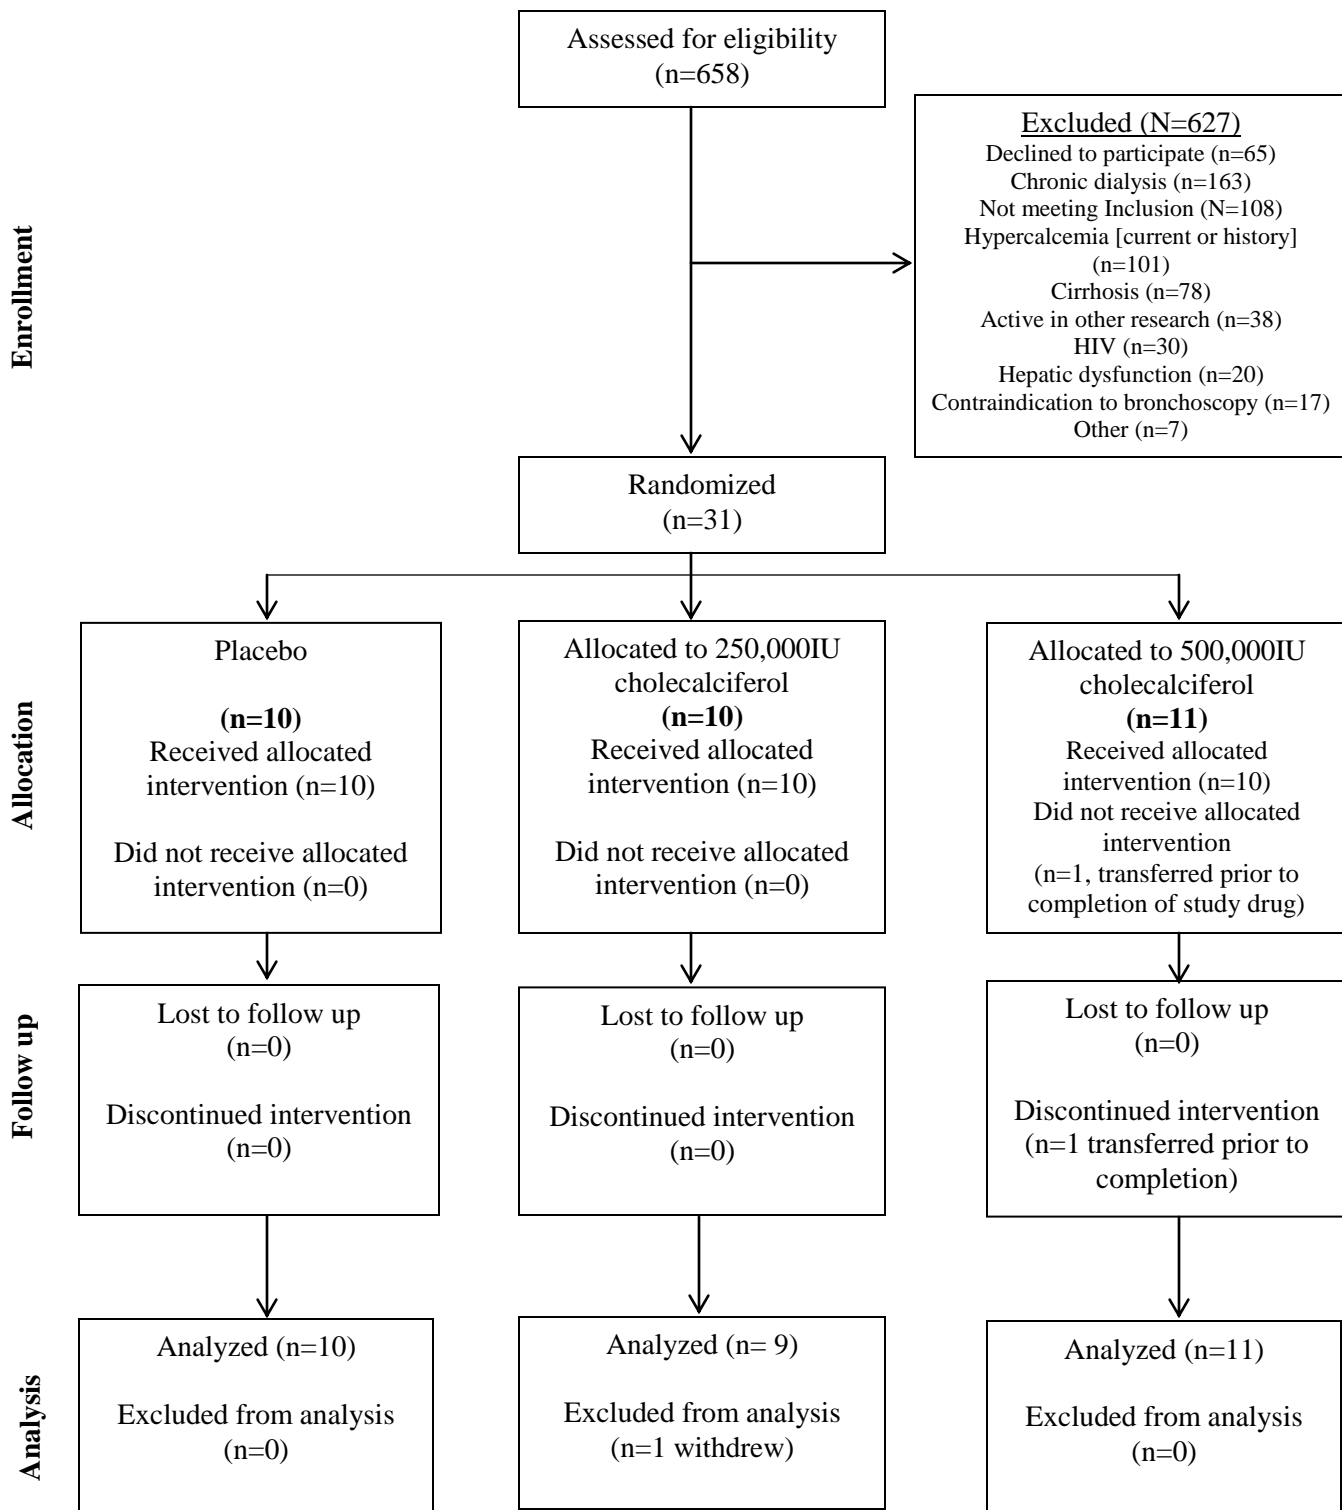 Assessed for eligibility
(n=658)
Excluded (N=627)
Declined to participate (n=65)
Chronic dialysis (n=163)
Not meeting Inclusion (N=108)
Hypercalcemia [current or history]
(n=101)
Cirrhosis (n=78)
Active in other research (n=38)
HIV (n=30)
Hepatic dysfunction (n=20)
Contraindication to bronchoscopy (n=17)
Other (n=7)
Enrollment
Randomized
(n=31)
Allocation
Placebo
(n=10)
Received allocated
intervention (n=10)
Did not receive allocated
intervention (n=0)
Allocated to 250,000IU
cholecalciferol
(n=10)
Received allocated
intervention (n=10)
Did not receive allocated
intervention (n=0)
Allocated to 500,000IU
cholecalciferol
(n=11)
Received allocated
intervention (n=10)
Did not receive allocated
intervention
(n=1, transferred prior to
completion of study drug)
Follow up
Lost to follow up
(n=0)
Discontinued intervention
(n=0)
Lost to follow up
(n=0)
Discontinued intervention
(n=0)
Lost to follow up
(n=0)
Discontinued intervention
(n=1 transferred prior to
completion)
Analysis
Analyzed (n=10)
Excluded from analysis
(n=0)
Analyzed (n= 9)
Excluded from analysis
(n=1 withdrew)
Analyzed (n=11)
Excluded from analysis
(n=0)